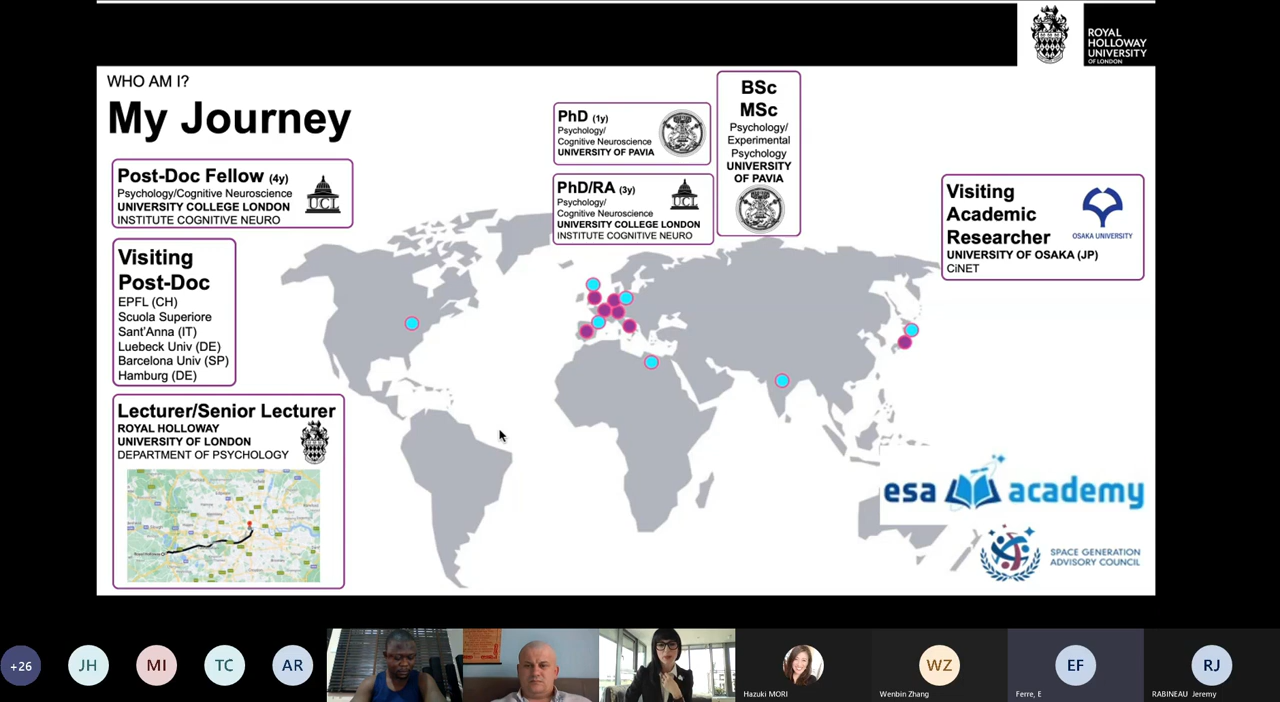 ROYAL
HOLLOWAY
UNIVERSITY
OF LONDON
WHO AM I?
My Journey
Post-Doc Fellow (4y)
Psychology/Cognitive Neuroscience
UNIVERSITY COLLEGE LONDON
INSTITUTE COGNITIVE NEURO
UCL
Visiting
Post-Doc
EPFL (CH)
Scuola Superiore
Sant'Anna (IT)
Luebeck Univ (DE)
Barcelona Univ (SP)
Hamburg (DE)
Lecturer/Senior Lecturer
ROYAL HOLLOWAY
UNIVERSITY OF LONDON
DEPARTMENT OF PSYCHOLOGY
PhD (1y)
Psychology/
Cognitive Neuroscience
UNIVERSITY OF PAVIA
PhD/RA (3y)
Psychology/
Cognitive Neuroscience
UNIVERSITY COLLEGE LONDON
INSTITUTE COGNITIVE NEURO
UCL
BSc
MSc
Psychology/
Experimental
Psychology
UNIVERSITY
OF PAVIA
Visiting
Academic
Researcher
UNIVERSITY OF OSAKA (JP)
CiNET
OSAKA UNIVERSITY
esa academy
SPACE GENERATION
ADVISORY COUNCIL
+26
JH
MI
TC
AR
Hazuki MORI
WZ
Wenbin Zhang
EF
Ferre, E
RJ
RABINEAU Jeremy